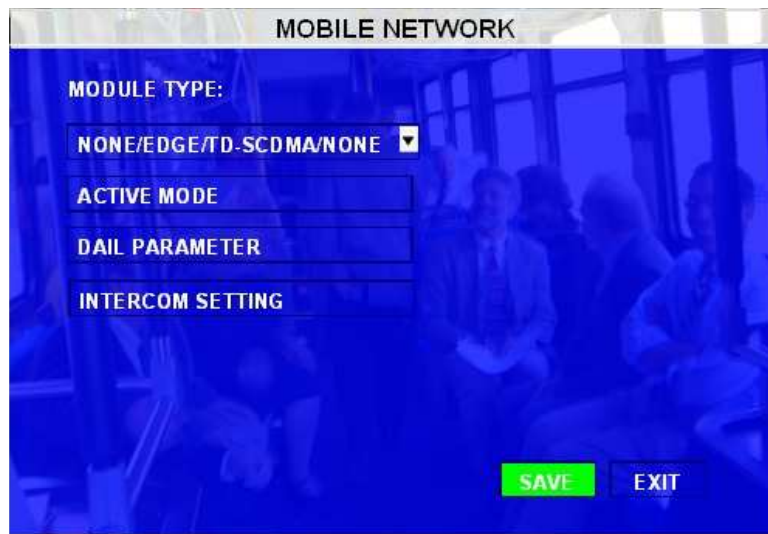 MOBILE NETWORK
MODULE TYPE:
NONE/EDGE/TD-SCDMA/NONE
ACTIVE MODE
DAIL PARAMETER
INTERCOM SETTING
SAVE EXIT